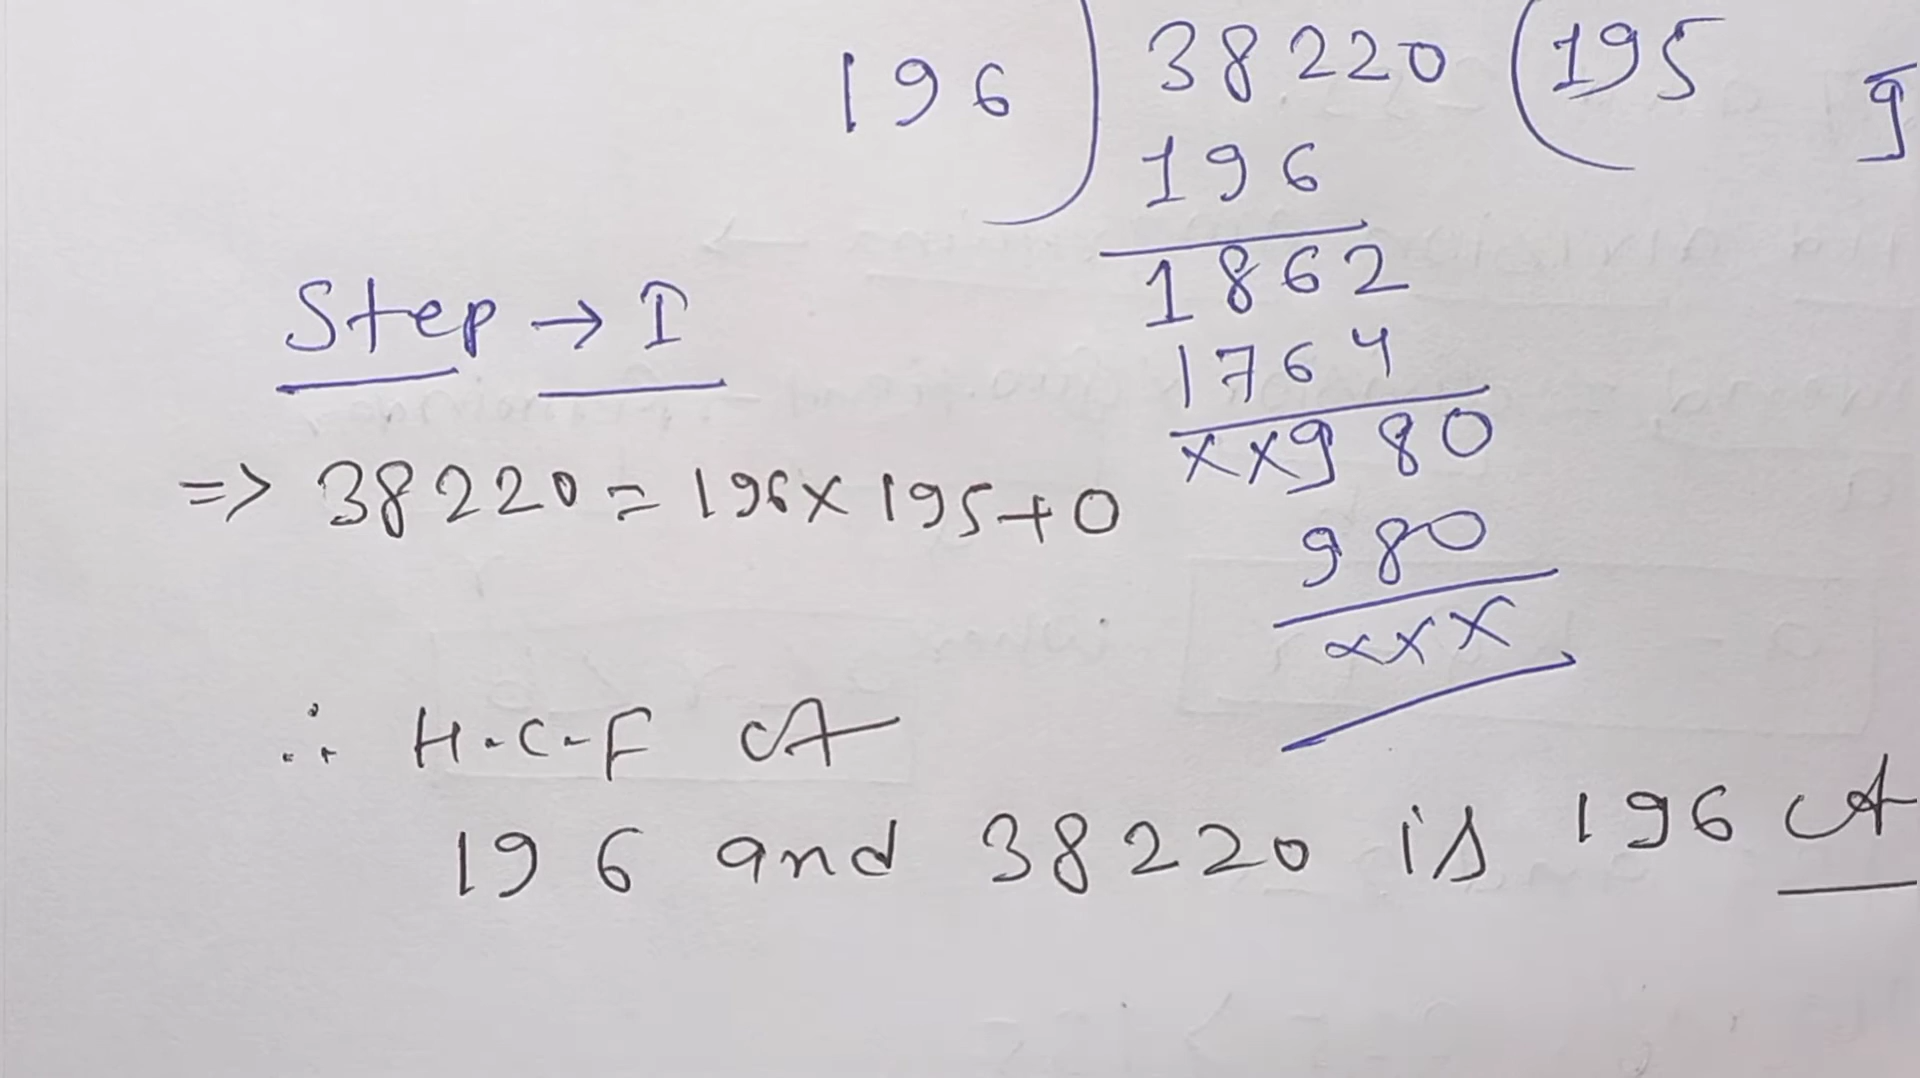 196 ) 38220 ( 195
196
1862
1764
xx980
980
xxx
Step → I
=> 38220 = 196 x 195 + 0
∴ H.C.F
196 and 38220 is 196